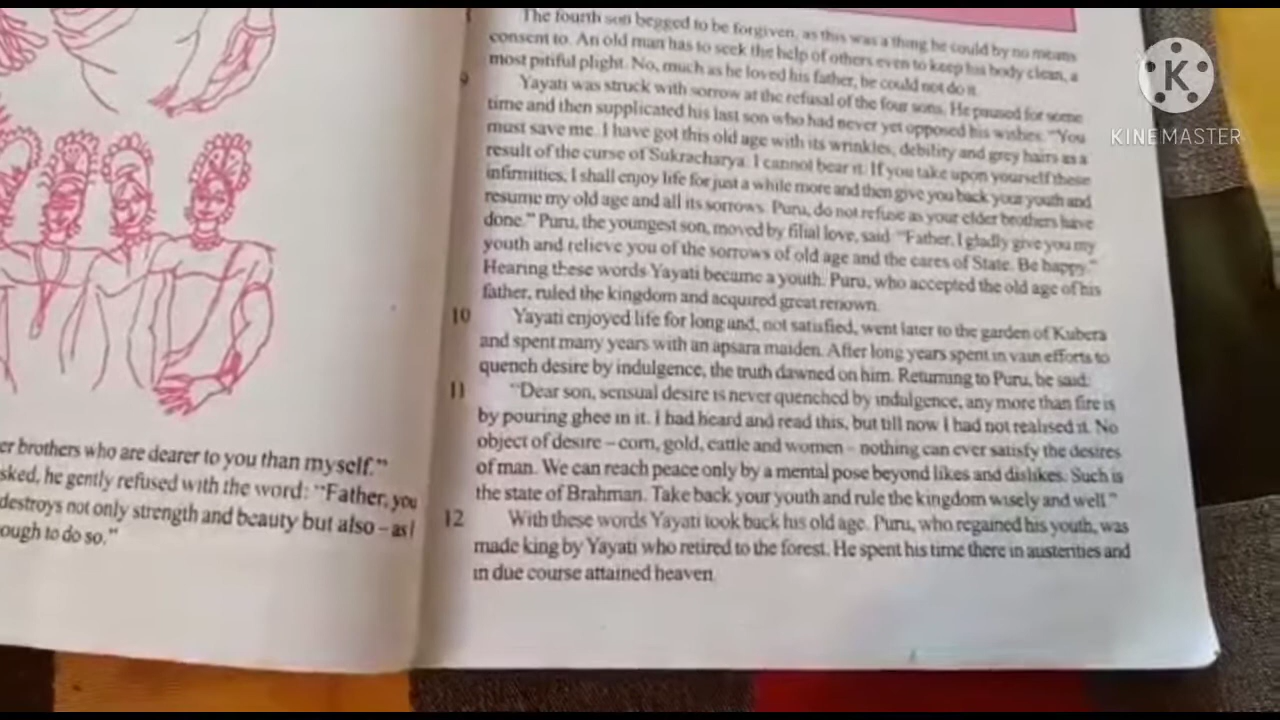 er brothers who are dearer to you than myself."
sked, he gently refused with the word: "Father, you
destroys not only strength and beauty but also – as I
ough to do so."
The fourth son begged to be forgiven, as this was a thing he could by no means
consent to. An old man has to seek the help of others even to keep his body clean, a
most pitiful plight. No, much as he loved his father, he could not do it.
9 Yayati was struck with sorrow at the refusal of the four sons. He paused for some
time and then supplicated his last son who had never yet opposed his wishes. "You
must save me. I have got this old age with its wrinkles, debility and grey hairs as a
result of the curse of Sukracharya. I cannot bear it. If you take upon yourself these
infirmities, I shall enjoy life for just a while more and then give you back your youth and
resume my old age and all its sorrows. Puru, do not refuse as your elder brothers have
done." Puru, the youngest son, moved by filial love, said: "Father, I gladly give you my
youth and relieve you of the sorrows of old age and the cares of State. Be happy."
Hearing these words Yayati became a youth. Puru, who accepted the old age of his
father, ruled the kingdom and acquired great renown.
10 Yayati enjoyed life for long and, not satisfied, went later to the garden of Kubera
and spent many years with an apsara maiden. After long years spent in vain efforts to
quench desire by indulgence, the truth dawned on him. Returning to Puru, he said:
11 "Dear son, sensual desire is never quenched by indulgence, any more than fire is
by pouring ghee in it. I had heard and read this, but till now I had not realised it. No
object of desire – corn, gold, cattle and women – nothing can ever satisfy the desires
of man. We can reach peace only by a mental pose beyond likes and dislikes. Such is
the state of Brahman. Take back your youth and rule the kingdom wisely and well."
12 With these words Yayati took back his old age. Puru, who regained his youth, was
made king by Yayati who retired to the forest. He spent his time there in austerities and
in due course attained heaven.
K
KINEMASTER